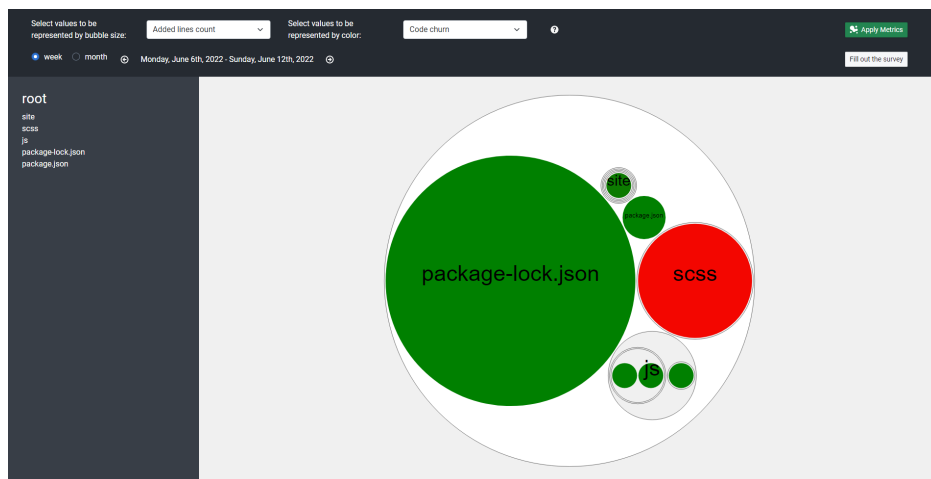 Select values to be
represented by bubble size:
Added lines count
Select values to be
represented by color:
Code churn
?
Apply Metrics
week
month
Monday, June 6th, 2022 - Sunday, June 12th, 2022
Fill out the survey
root
site
scss
js
package-lock.json
package.json
site
package.json
package-lock.json
scss
js